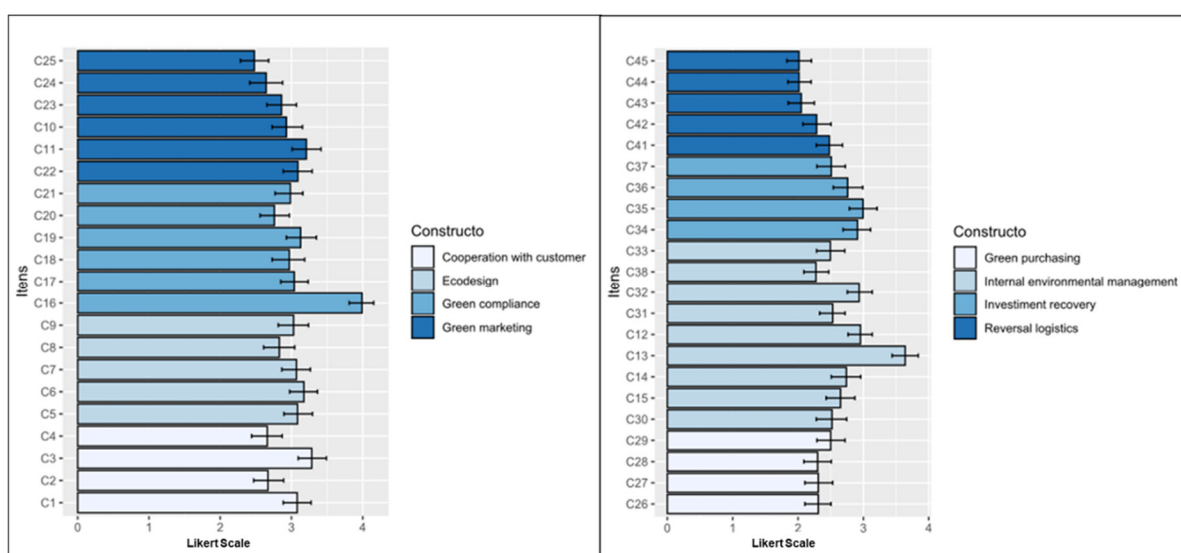 C25
C24
C23
C10
C11
C22
C21
C20
C19
C18
C17
C16
C9
C8
C7
C6
C5
C4
C3
C2
C1
Itens
0 1 2 3 4
Likert Scale
Constructo
Cooperation with customer
Ecodesign
Green compliance
Green marketing
C45
C44
C43
C42
C41
C37
C36
C35
C34
C33
C38
C32
C31
C12
C13
C14
C15
C30
C29
C28
C27
C26
Itens
0 1 2 3 4
Likert Scale
Constructo
Green purchasing
Internal environmental management
Investiment recovery
Reversal logistics